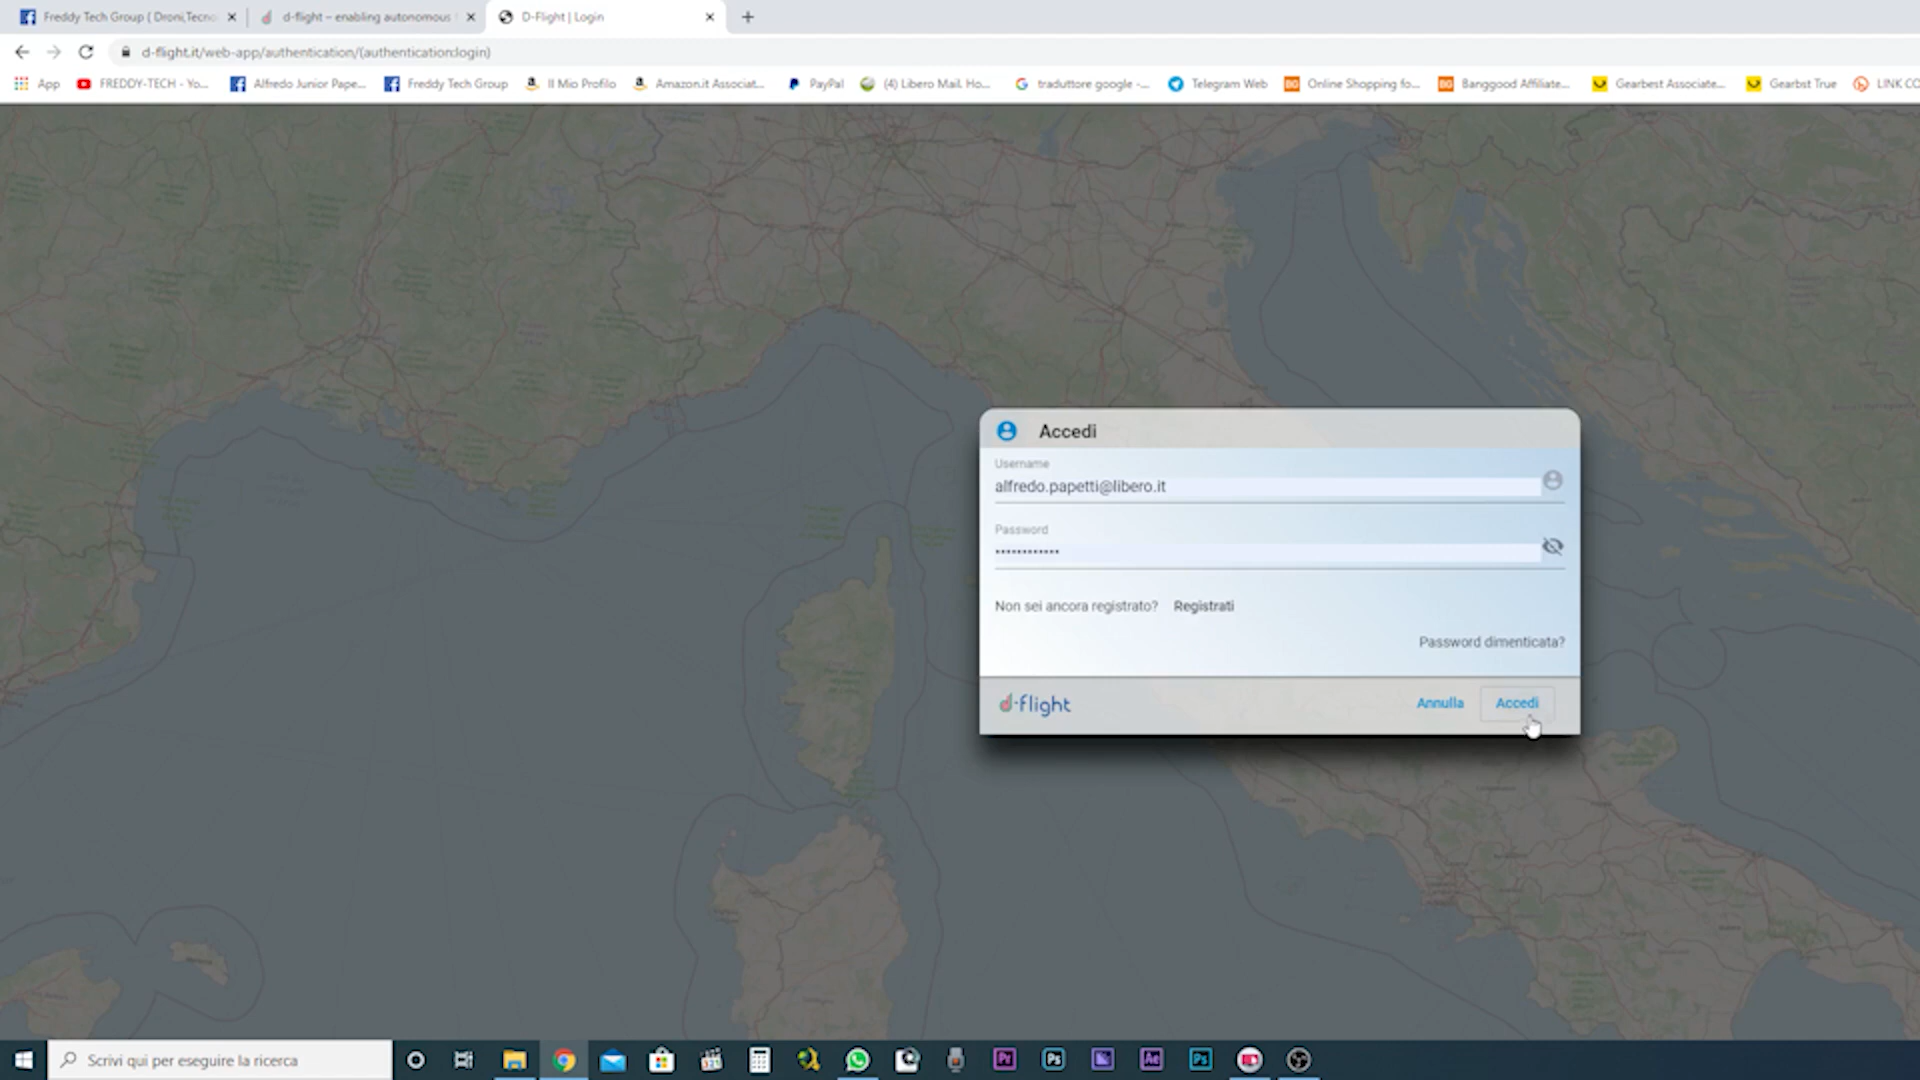 Freddy Tech Group ( Droni,Tecno
d-flight – enabling autonomous
D-Flight | Login
d-flight.it/web-app/authentication/(authentication:login)
App
FREDDY-TECH - Yo...
Alfredo Junior Pape...
Freddy Tech Group
Il Mio Profilo
Amazon.it Associat...
PayPal
(4) Libero Mail. Ho...
traduttore google -...
Telegram Web
Online Shopping fo...
Banggood Affiliate...
Gearbest Associate...
Gearbst True
LINK CO
Accedi
Username
alfredo.papetti@libero.it
Password
••••••••••••
Non sei ancora registrato? Registrati
Password dimenticata?
d-flight
Annulla
Accedi
Scrivi qui per eseguire la ricerca
Pr
Ps
Ae
Ps